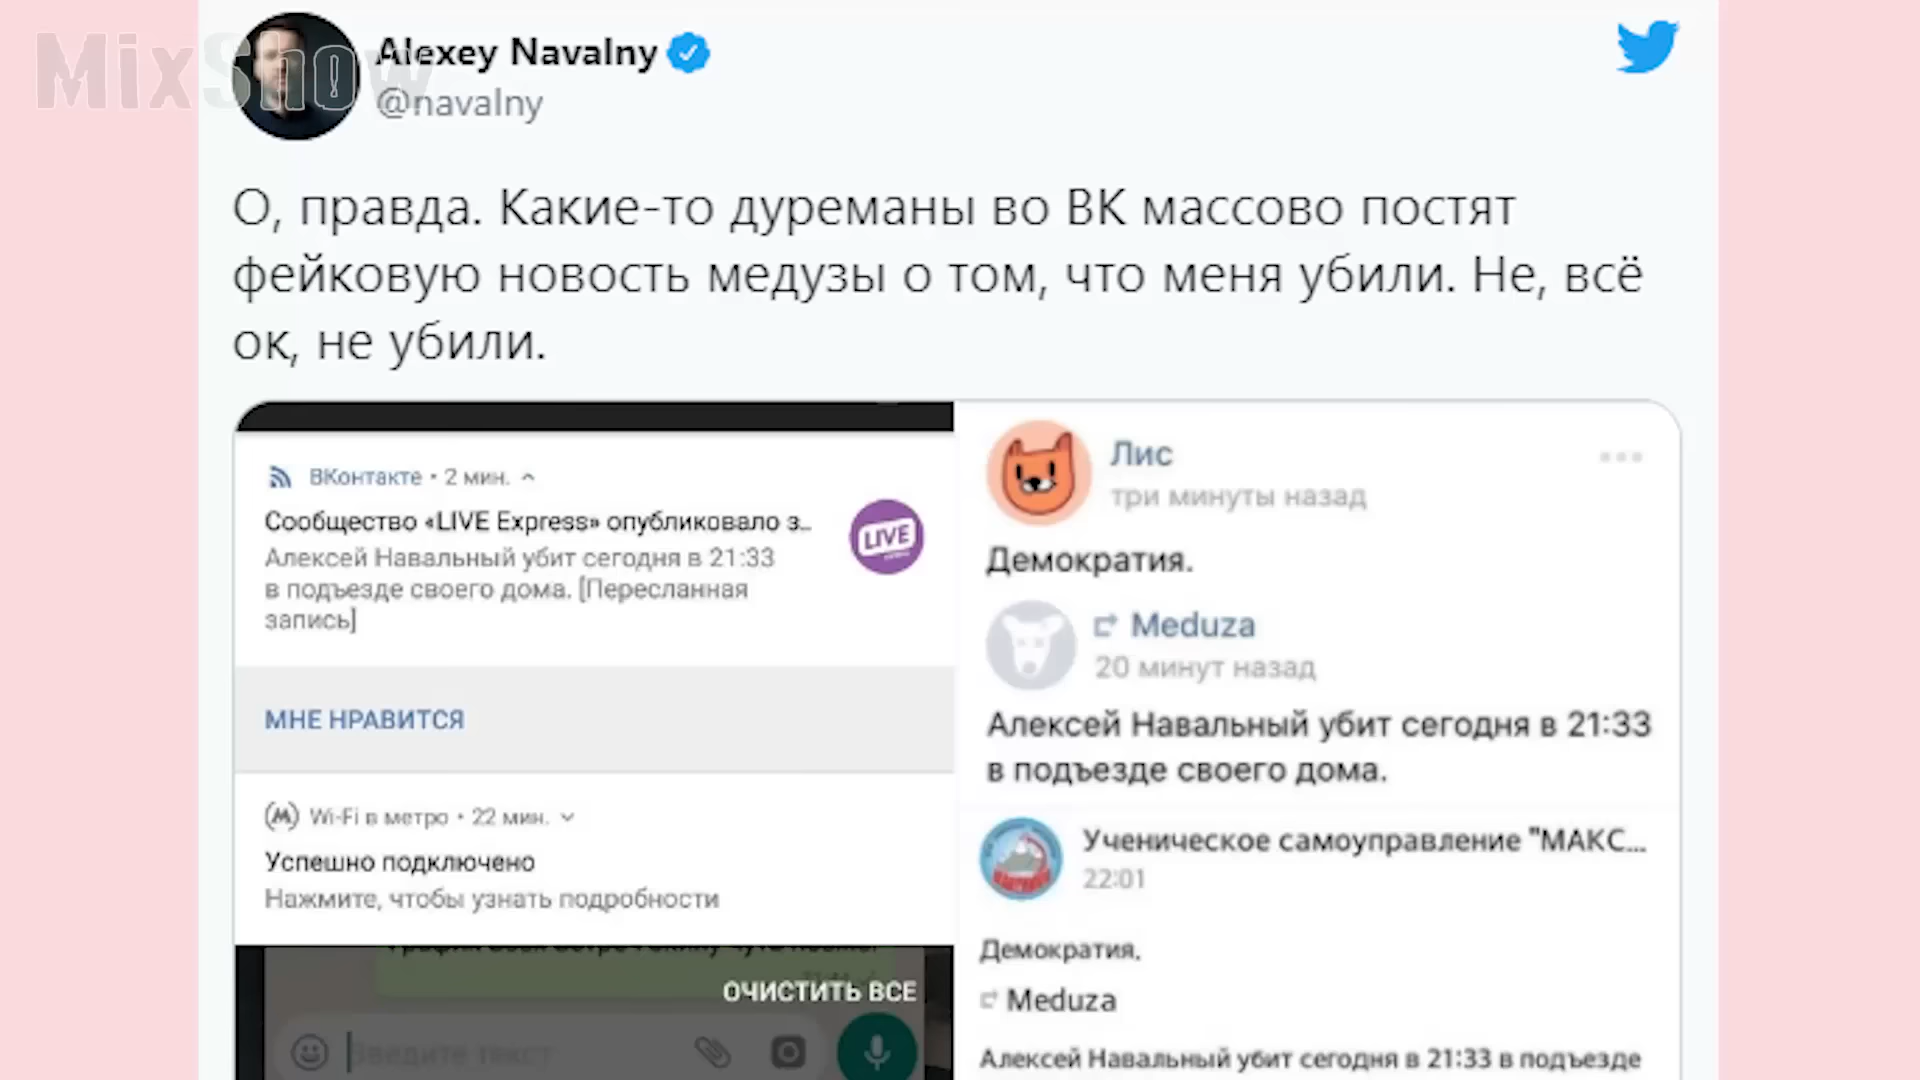 MixShow
Alexey Navalny
@navalny
О, правда. Какие-то дуреманы во ВК массово постят
фейковую новость медузы о том, что меня убили. Не, всё
ок, не убили.
ВКонтакте • 2 мин.
Сообщество «LIVE Express» опубликовало з..
Алексей Навальный убит сегодня в 21:33
в подъезде своего дома. [Пересланная
запись]
LIVE
МНЕ НРАВИТСЯ
Wi-Fi в метро • 22 мин.
Успешно подключено
Нажмите, чтобы узнать подробности
ОЧИСТИТЬ ВСЕ
Введите текст
Лис
три минуты назад
Демократия.
Meduza
20 минут назад
Алексей Навальный убит сегодня в 21:33
в подъезде своего дома.
Ученическое самоуправление "МАКС...
22:01
Демократия.
Meduza
Алексей Навальный убит сегодня в 21:33 в подъезде